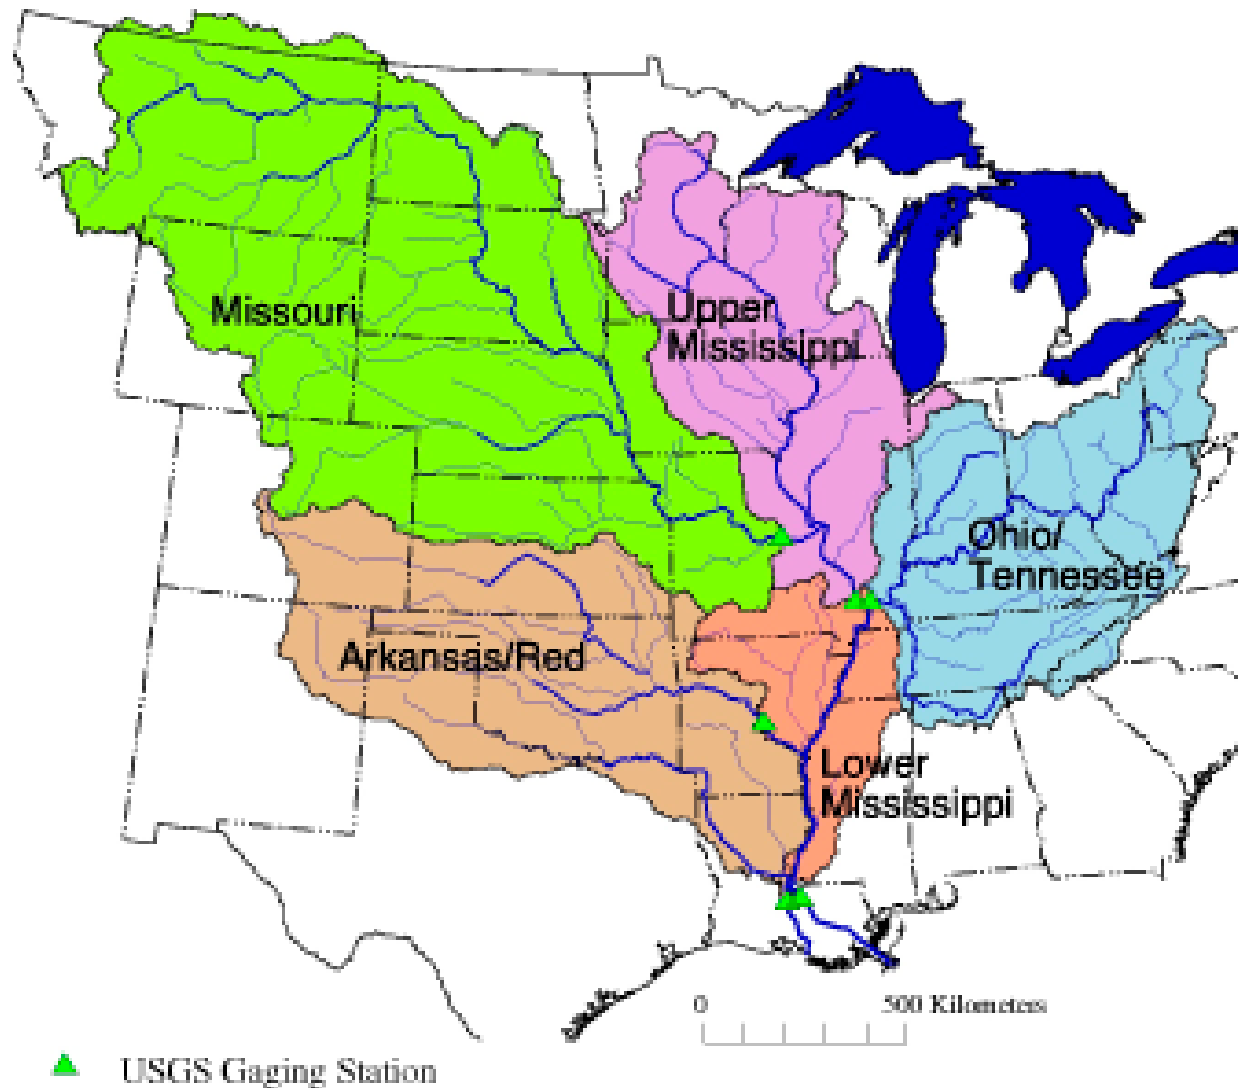 Missouri
Upper
Mississippi
Ohio/
Tennessee
Arkansas/Red
Lower
Mississippi
0 500 Kilometers
USGS Gaging Station